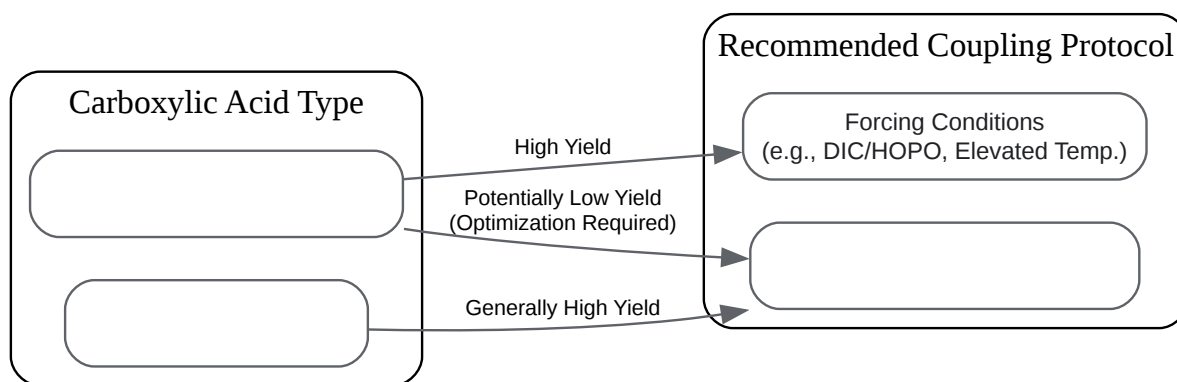 Recommended Coupling Protocol
Carboxylic Acid Type
Forcing Conditions
(e.g., DIC/HOPO, Elevated Temp.)
High Yield
Potentially Low Yield
(Optimization Required)
Generally High Yield